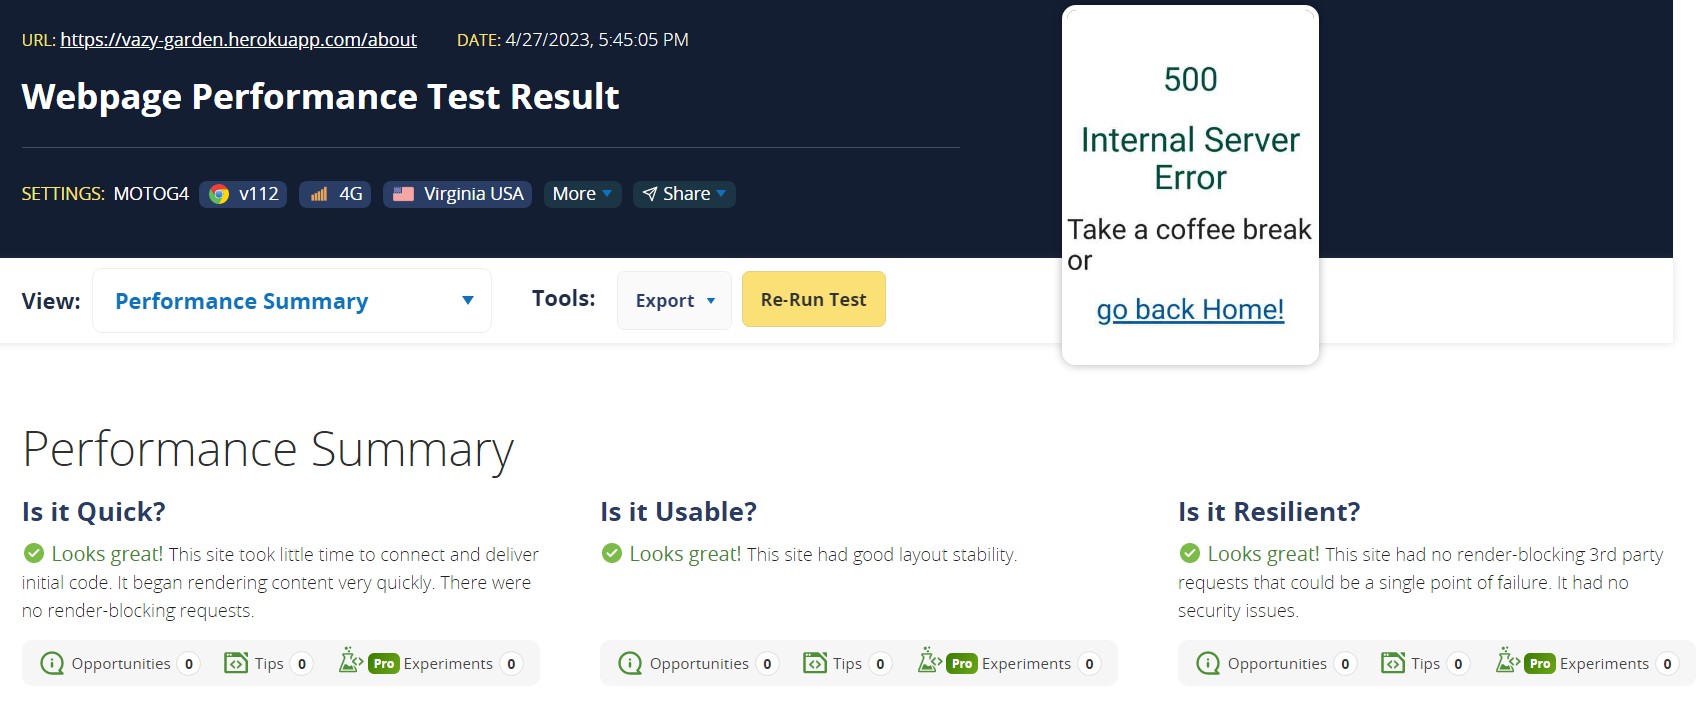 URL: https://vazy-garden.herokuapp.com/about DATE: 4/27/2023, 5:45:05 PM
Webpage Performance Test Result
SETTINGS: MOTOG4 v112 4G Virginia USA More Share
500
Internal Server
Error
Take a coffee break
or
go back Home!
View: Performance Summary Tools: Export Re-Run Test
Performance Summary
Is it Quick?
Looks great! This site took little time to connect and deliver
initial code. It began rendering content very quickly. There were
no render-blocking requests.
Opportunities 0 Tips 0 Pro Experiments 0
Is it Usable?
Looks great! This site had good layout stability.
Opportunities 0 Tips 0 Pro Experiments 0
Is it Resilient?
Looks great! This site had no render-blocking 3rd party
requests that could be a single point of failure. It had no
security issues.
Opportunities 0 Tips 0 Pro Experiments 0